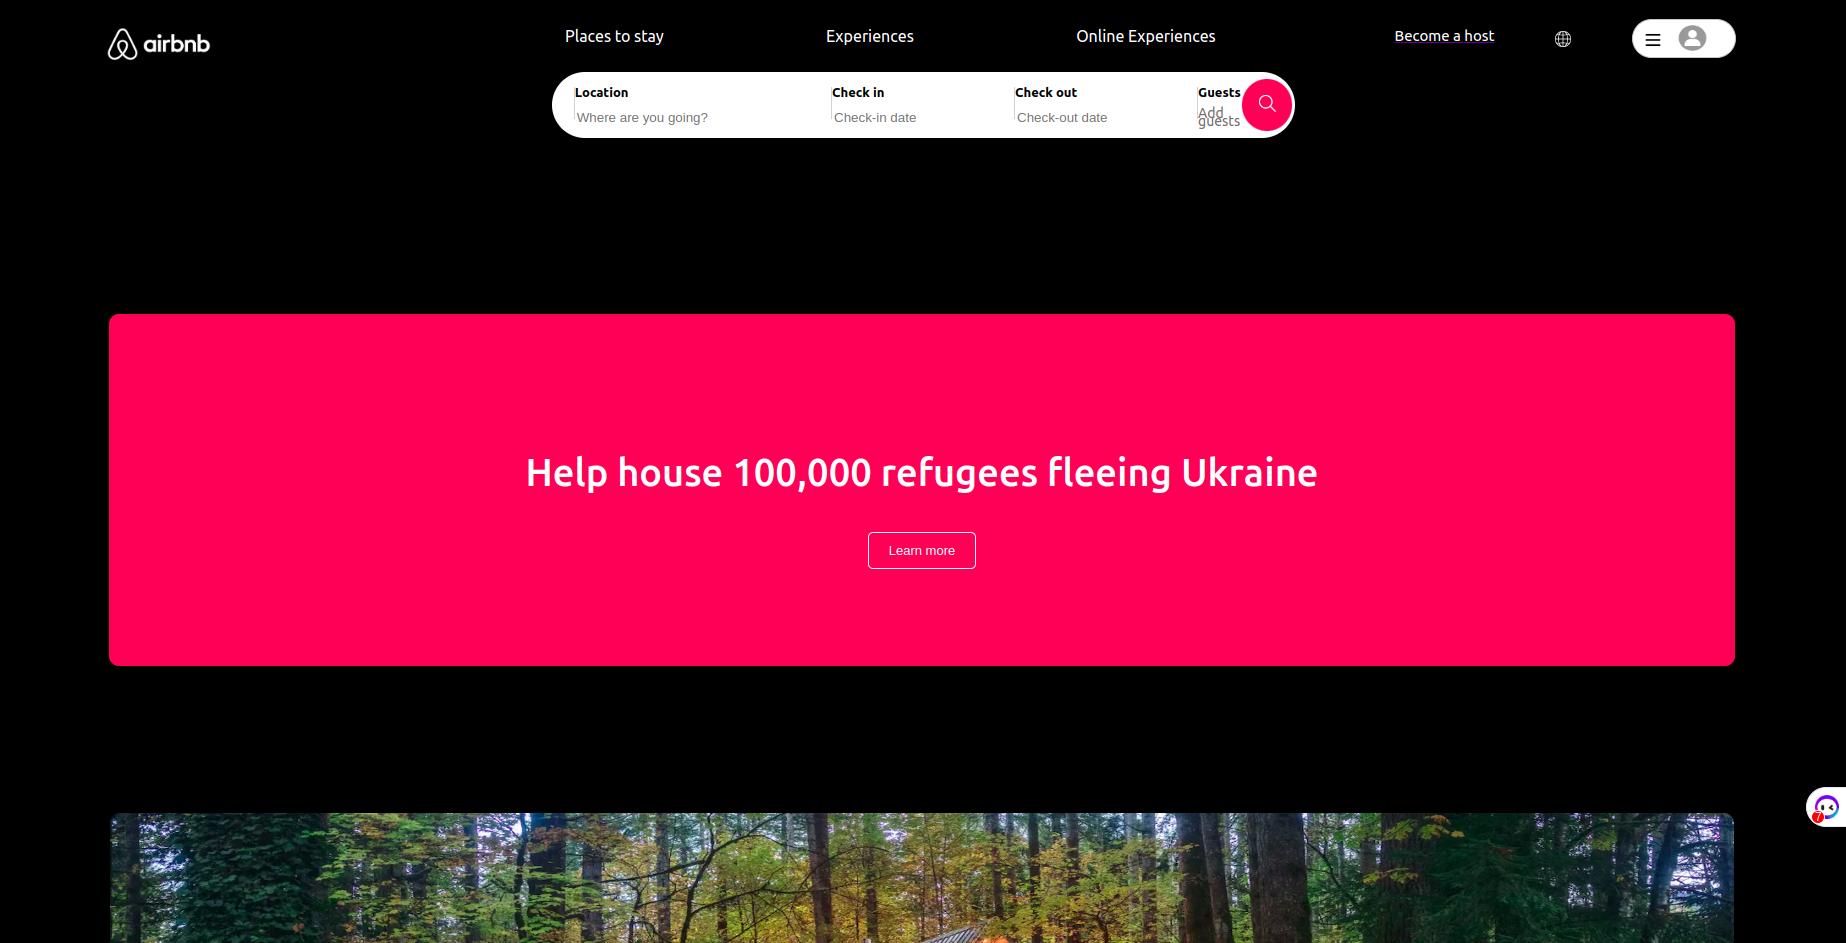 airbnb
Places to stay
Experiences
Online Experiences
Become a host
Location
Where are you going?
Check in
Check-in date
Check out
Check-out date
Guests
Add
guests
Help house 100,000 refugees fleeing Ukraine
Learn more
7